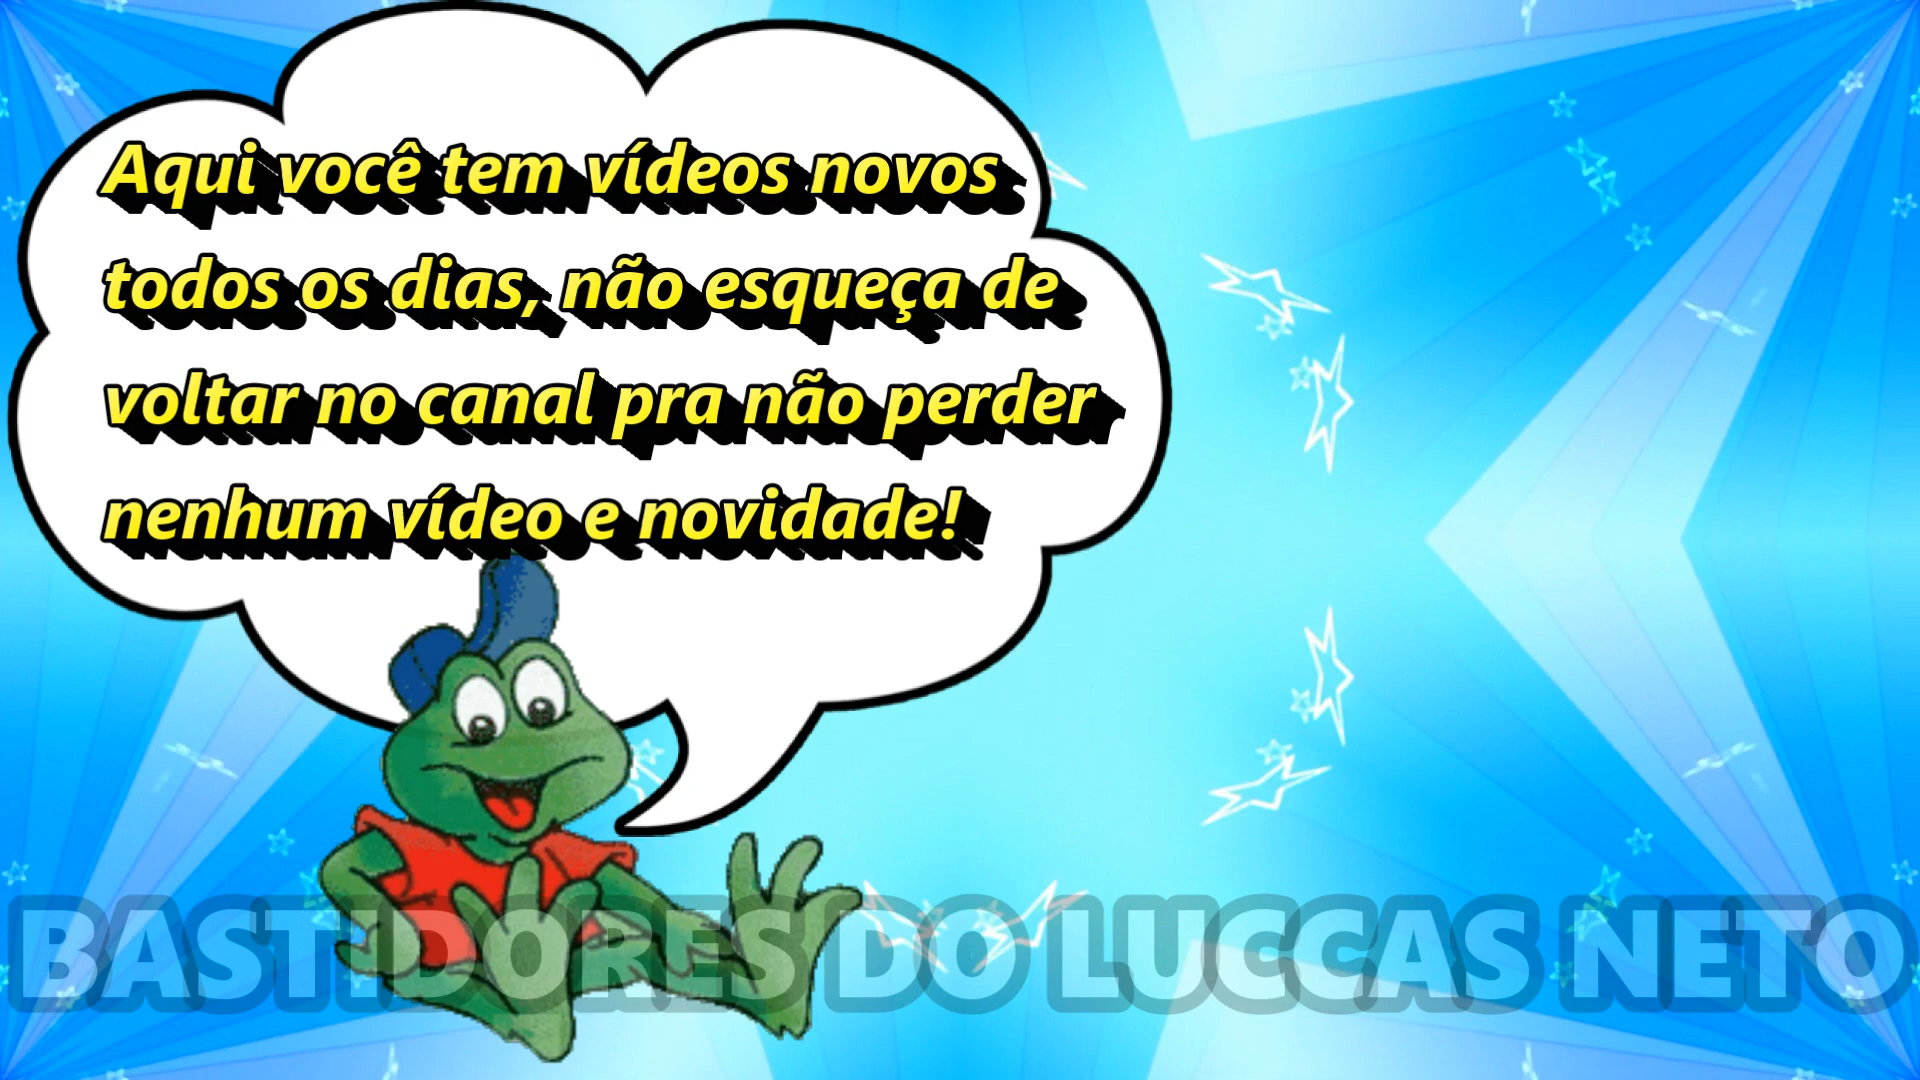 Aqui você tem vídeos novos
todos os dias, não esqueça de
voltar no canal pra não perder
nenhum vídeo e novidade!
BASTIDORES DO LUCCAS NETO